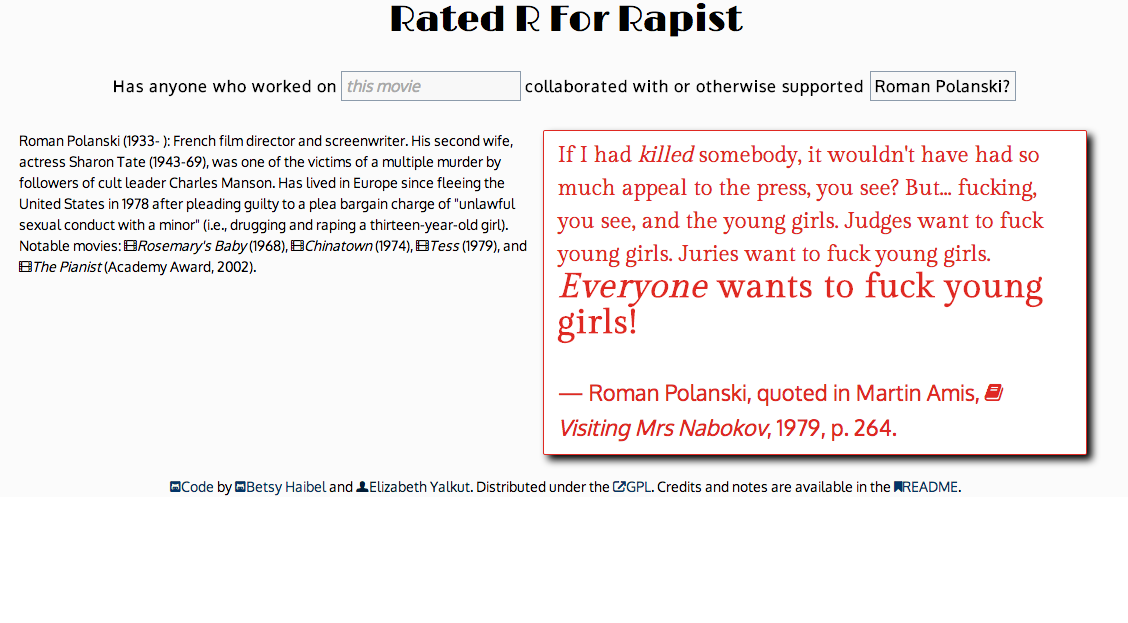 Rated R For Rapist
Has anyone who worked on this movie collaborated with or otherwise supported Roman Polanski?
Roman Polanski (1933- ): French film director and screenwriter. His second wife,
actress Sharon Tate (1943-69), was one of the victims of a multiple murder by
followers of cult leader Charles Manson. Has lived in Europe since fleeing the
United States in 1978 after pleading guilty to a plea bargain charge of "unlawful
sexual conduct with a minor" (i.e., drugging and raping a thirteen-year-old girl).
Notable movies: Rosemary's Baby (1968), Chinatown (1974), Tess (1979), and
The Pianist (Academy Award, 2002).
If I had killed somebody, it wouldn't have had so
much appeal to the press, you see? But... fucking,
you see, and the young girls. Judges want to fuck
young girls. Juries want to fuck young girls.
Everyone wants to fuck young
girls!
— Roman Polanski, quoted in Martin Amis,
Visiting Mrs Nabokov, 1979, p. 264.
Code by Betsy Haibel and Elizabeth Yalkut. Distributed under the GPL. Credits and notes are available in the README.